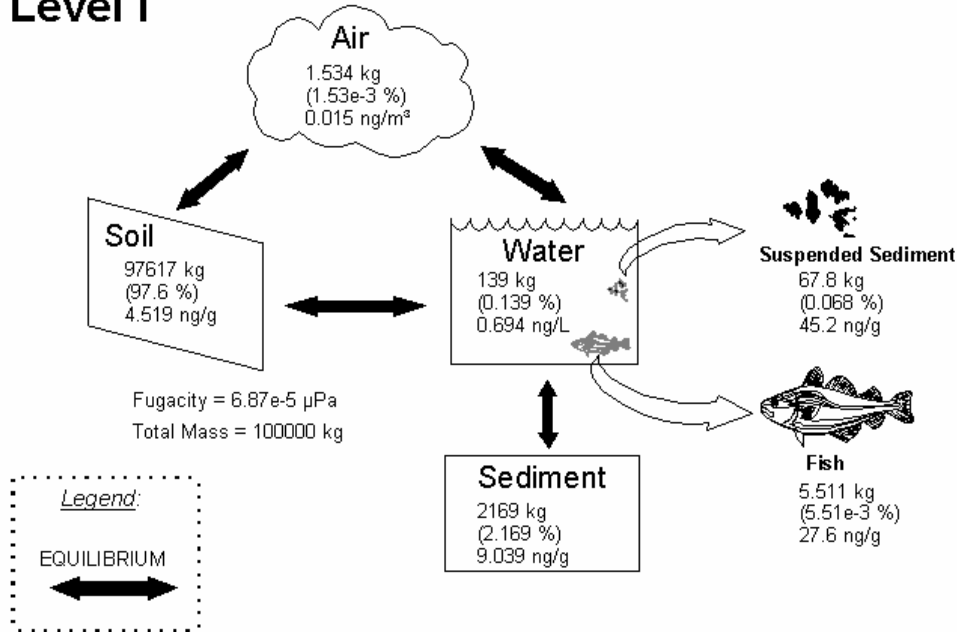 Level I
Air
1.534 kg
(1.53e-3 %)
0.015 ng/m³
Soil
97617 kg
(97.6 %)
4.519 ng/g
Water
139 kg
(0.139 %)
0.694 ng/L
Suspended Sediment
67.8 kg
(0.068 %)
45.2 ng/g
Fugacity = 6.87e-5 µPa
Total Mass = 100000 kg
Fish
5.511 kg
(5.51e-3 %)
27.6 ng/g
Sediment
2169 kg
(2.169 %)
9.039 ng/g
Legend:
EQUILIBRIUM